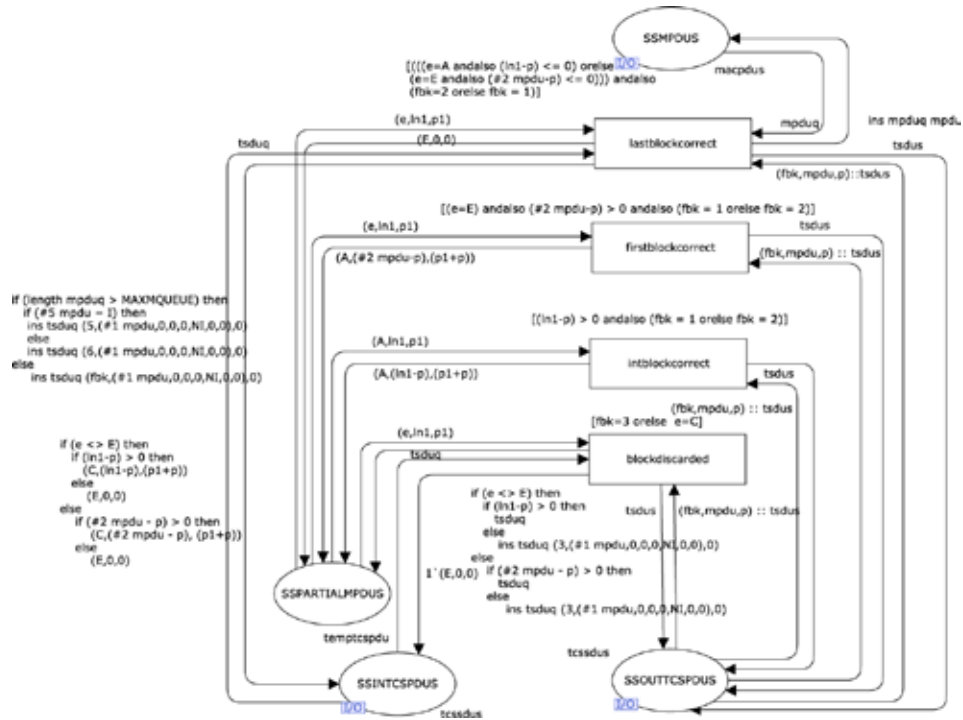 SSMPDUS
I/O
macpdus
[((((e=A andalso (ln1-p) <= 0) orelse
(e=E andalso (#2 mpdu-p) <= 0))) andalso
(fbk=2 orelse fbk = 1)]
(e,ln1,p1)
mpduq
ins mpduq mpdu
tsduq
(E,0,0)
lastblockcorrect
tsdus
(fbk,mpdu,p)::tsdus
[((e=E) andalso (#2 mpdu-p) > 0 andalso (fbk = 1 orelse fbk = 2)]
(e,ln1,p1)
tsdus
firstblockcorrect
(A,(#2 mpdu-p),(p1+p))
(fbk,mpdu,p) :: tsdus
if (length mpduq > MAXMQUEUE) then
if (#5 mpdu = I) then
ins tsduq (5,(#1 mpdu,0,0,0,NI,0,0),0)
else
ins tsduq (6,(#1 mpdu,0,0,0,NI,0,0),0)
else
ins tsduq (fbk,(#1 mpdu,0,0,0,NI,0,0),0)
[(ln1-p) > 0 andalso (fbk = 1 orelse fbk = 2)]
(A,ln1,p1)
intblockcorrect
(A,(ln1-p),(p1+p))
tsdus
(fbk,mpdu,p) :: tsdus
[fbk=3 orelse e=C]
(e,ln1,p1)
tsduq
blockdiscarded
if (e <> E) then
if (ln1-p) > 0 then
(C,(ln1-p),(p1+p))
else
(E,0,0)
else
if (#2 mpdu - p) > 0 then
(C,(#2 mpdu - p), (p1+p))
else
(E,0,0)
if (e <> E) then
if (ln1-p) > 0 then
tsduq
else
ins tsduq (3,(#1 mpdu,0,0,0,NI,0,0),0)
else
if (#2 mpdu - p) > 0 then
tsduq
else
ins tsduq (3,(#1 mpdu,0,0,0,NI,0,0),0)
tsdus
(fbk,mpdu,p) :: tsdus
1`(E,0,0)
SSPARTIALMPDUS
temptcspdu
SSINTCSPDUS
I/O
tcssdus
tcssdus
SSOUTTCSPDUS
I/O